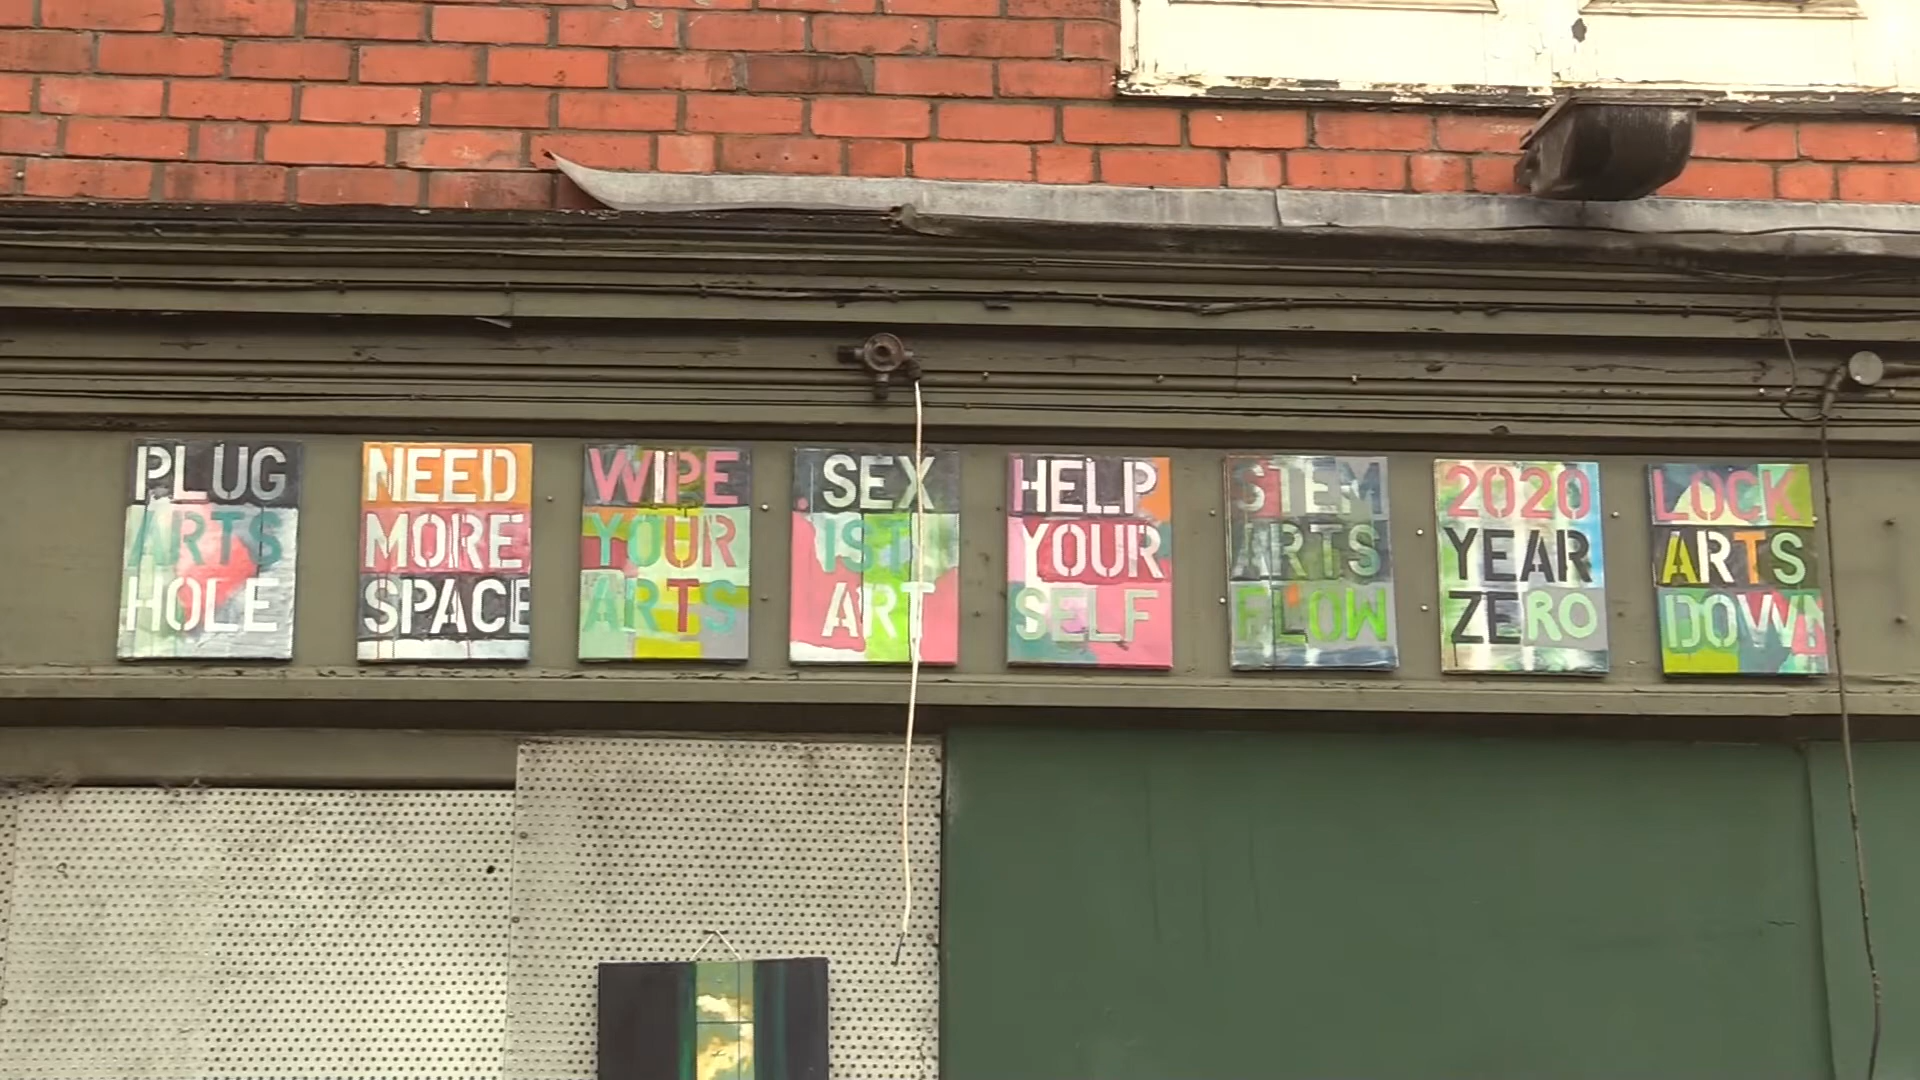 PLUG
ARTS
HOLE
NEED
MORE
SPACE
WIPE
YOUR
ARTS
.SEX
IST
ART
HELP
YOUR
SELF
STEM
ARTS
FLOW
2020
YEAR
ZERO
LOCK
ARTS
DOWN